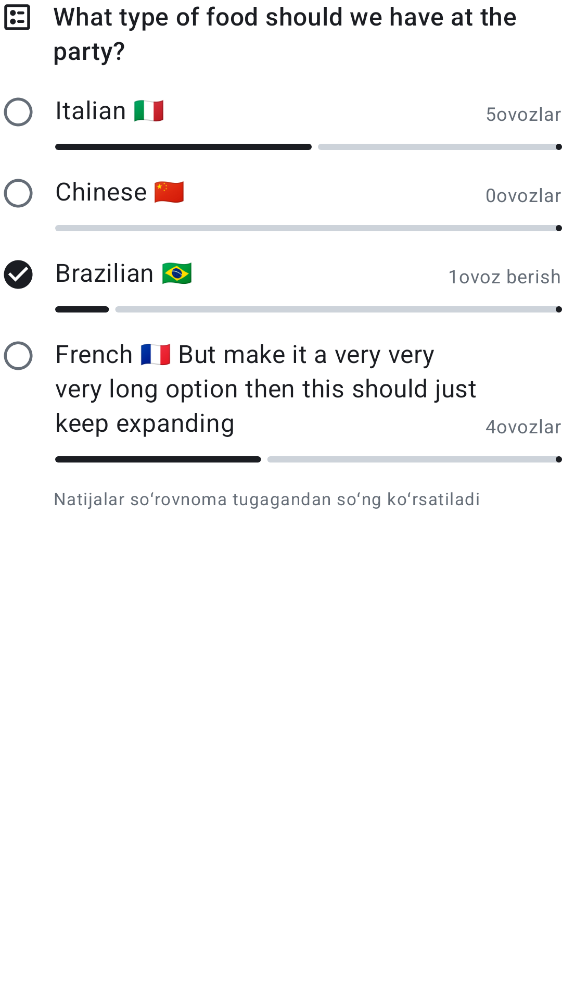 What type of food should we have at the
party?
Italian 🇮🇹
5ovozlar
Chinese 🇨🇳
0ovozlar
Brazilian 🇧🇷
1ovoz berish
French 🇫🇷 But make it a very very
very long option then this should just
keep expanding
4ovozlar
Natijalar soʻrovnoma tugagandan soʻng koʻrsatiladi